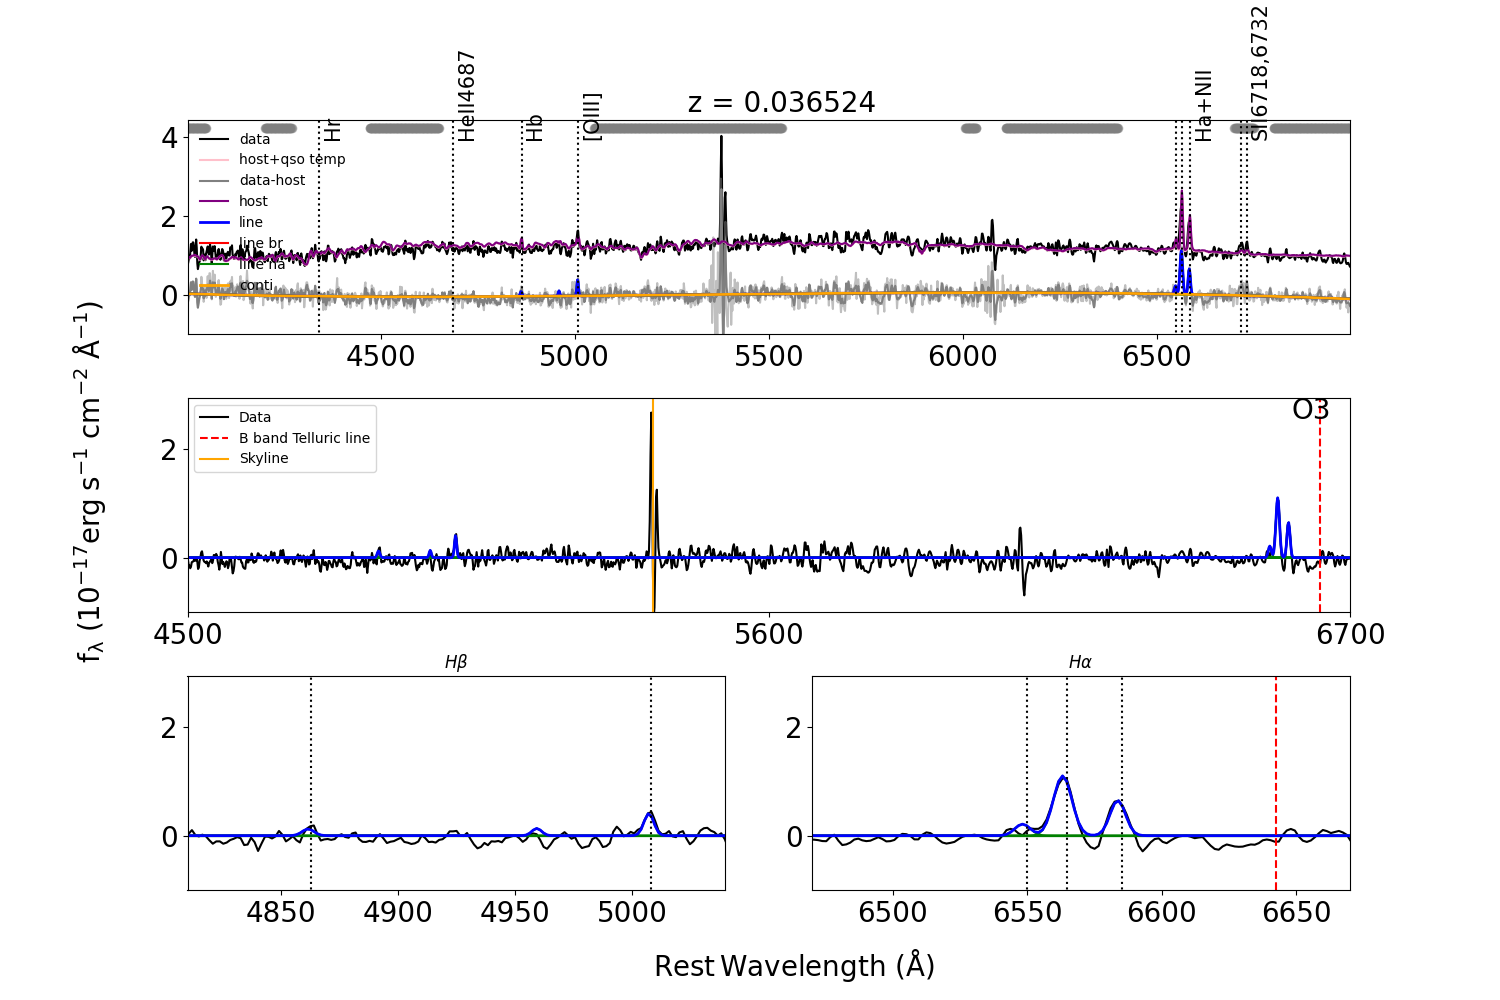 z = 0.036524
Hr
HeII4687
Hb
[OIII]
Ha+NII
SII6718,6732
data
host+qso temp
data-host
host
line
line br
line na
conti
4
2
0
4500 5000 5500 6000 6500
fλ (10⁻¹⁷erg s⁻¹ cm⁻² Å⁻¹)
Data
B band Telluric line
Skyline
O3
2
0
4500 5600 6700
Hβ
2
0
4850 4900 4950 5000
Hα
2
0
6500 6550 6600 6650
Rest Wavelength (Å)